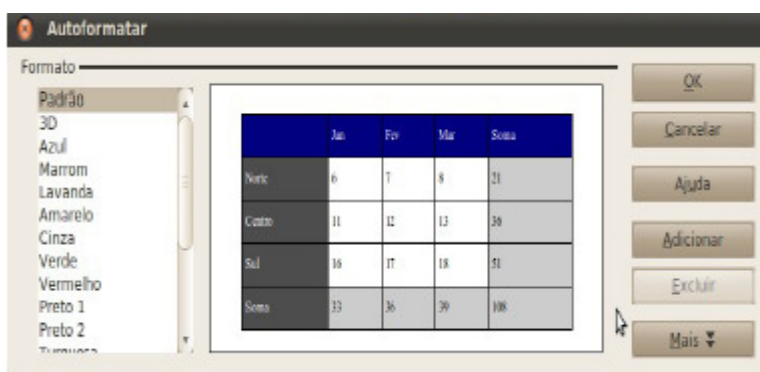 Autoformatar
Formato
Padrão
3D
Azul
Marrom
Lavanda
Amarelo
Cinza
Verde
Vermelho
Preto 1
Preto 2
Turquesa
Jan Fev Mar Soma
Norte 6 7 8 21
Centro 11 12 13 36
Sul 16 17 18 51
Soma 33 36 39 108
OK
Cancelar
Ajuda
Adicionar
Excluir
Mais